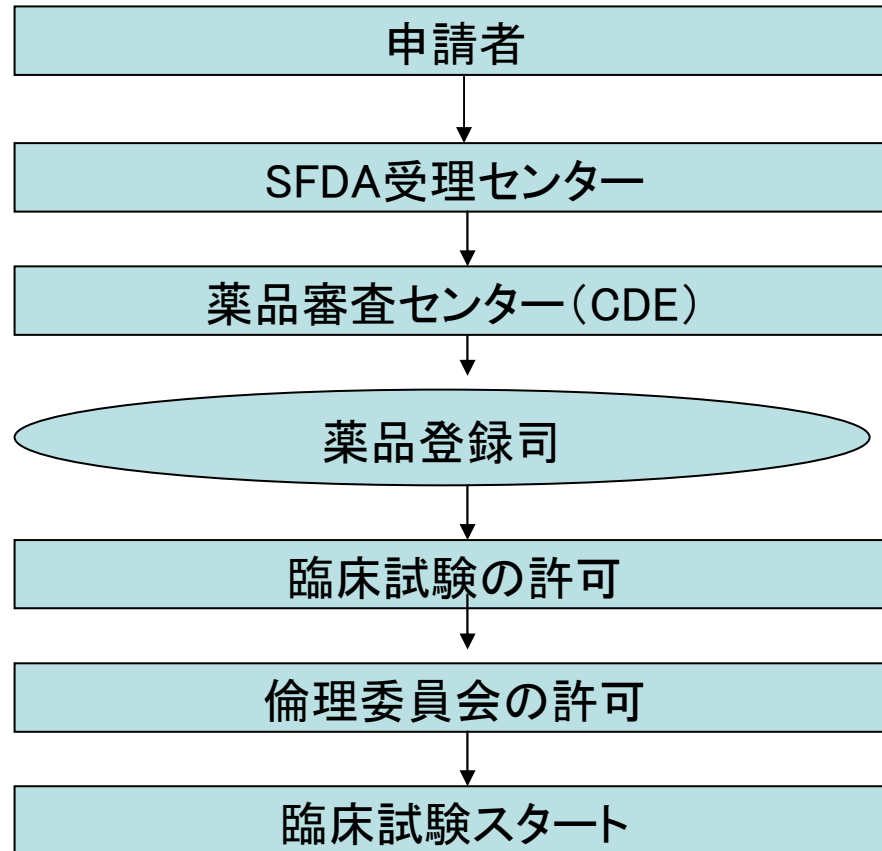 申請者
SFDA受理センター
薬品審査センター（CDE）
薬品登録司
臨床試験の許可
倫理委員会の許可
臨床試験スタート